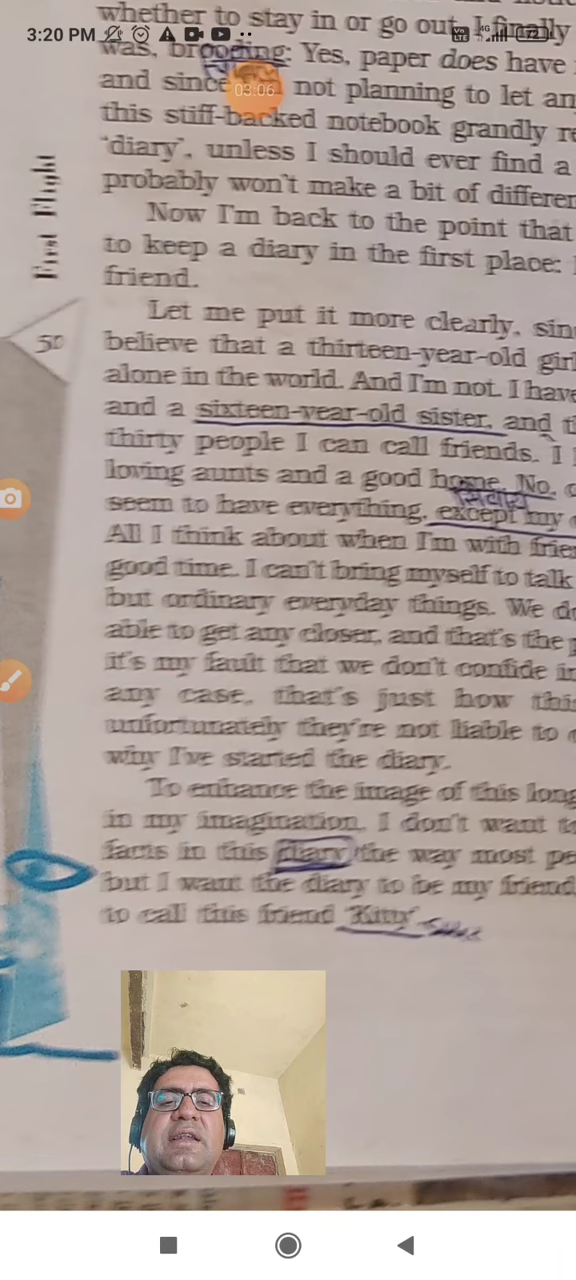 3:20 PM Vo LTE 4G 72
whether to stay in or go out, I finally
was, brooding: Yes, paper does have
and since not planning to let
03:06
this stiff-backed notebook grandly
'diary', unless I should ever find a
probably won't make a bit of
Now I'm back to the point that
to keep a diary in the first place:
friend.
First Flight
50
Let me put it more clearly,
believe that a thirteen-year-old girl
alone in the world. And I'm not. I have
and a sixteen-year-old sister, and
thirty people I can call friends. I
loving aunts and a good home. No,
सिवाय
seem to have everything, except my
All I think about when I'm with
good time. I can't bring myself to talk
but ordinary everyday things. We
able to get any closer, and that's the
it's my fault that we don't confide
any case, that's just how
unfortunately they're not liable to
why I've started the diary.
To enhance the image of this long
in my imagination, I don't want
facts in this diary the way most
but I want the diary to be my friend,
to call this friend 'Kitty'.